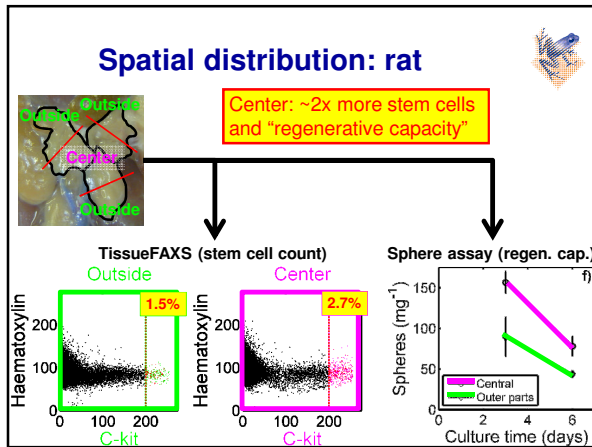 Spatial distribution: rat
Center: ~2x more stem cells
and “regenerative capacity”
Outside
Outside
Center
Outside
TissueFAXS (stem cell count)
Outside
1.5%
Haematoxylin
200
100
0
0
100
200
C-kit
Center
2.7%
Haematoxylin
200
100
0
0
100
200
C-kit
Sphere assay (regen. cap.)
f)
Spheres (mg⁻¹)
150
100
50
0
Central
Outer parts
0
2
4
6
Culture time (days)